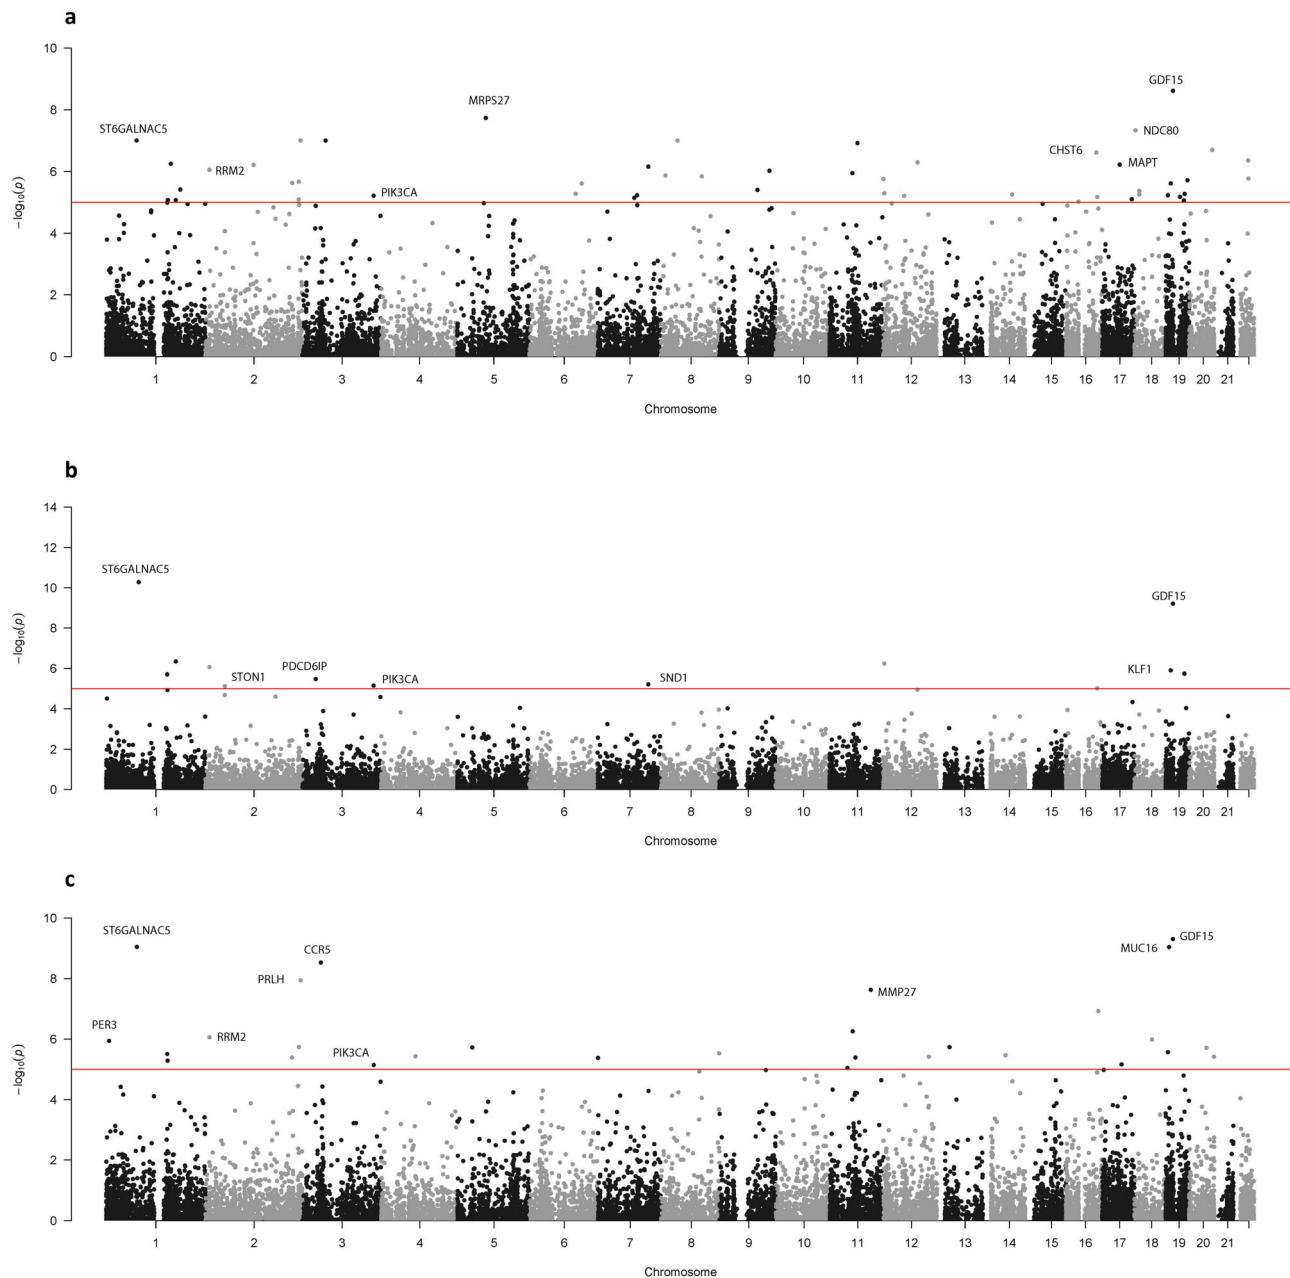 a
10
GDF15
8
MRPS27
ST6GALNAC5
NDC80
CHST6
MAPT
RRM2
6
PIK3CA
−log10(p)
4
2
0
1 2 3 4 5 6 7 8 9 10 11 12 13 14 15 16 17 18 19 20 21
Chromosome
b
14
12
ST6GALNAC5
10
GDF15
8
−log10(p)
PDCD6IP
KLF1
STON1
PIK3CA
SND1
6
4
2
0
1 2 3 4 5 6 7 8 9 10 11 12 13 14 15 16 17 18 19 20 21
Chromosome
c
10
ST6GALNAC5
GDF15
CCR5
MUC16
8
PRLH
MMP27
PER3
RRM2
6
PIK3CA
−log10(p)
4
2
0
1 2 3 4 5 6 7 8 9 10 11 12 13 14 15 16 17 18 19 20 21
Chromosome